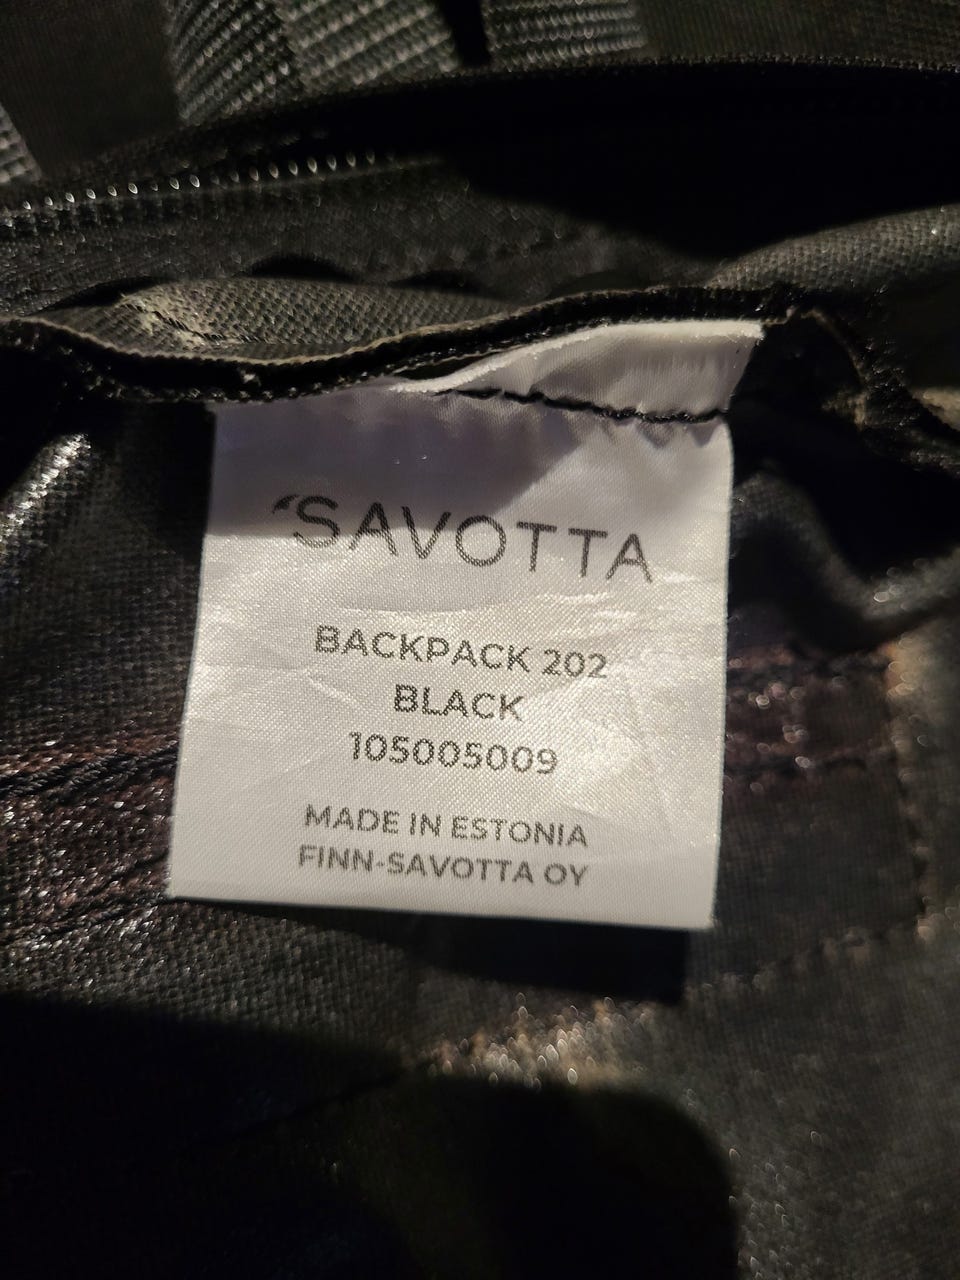 SAVOTTA
BACKPACK 202
BLACK
105005009
MADE IN ESTONIA
FINN-SAVOTTA OY